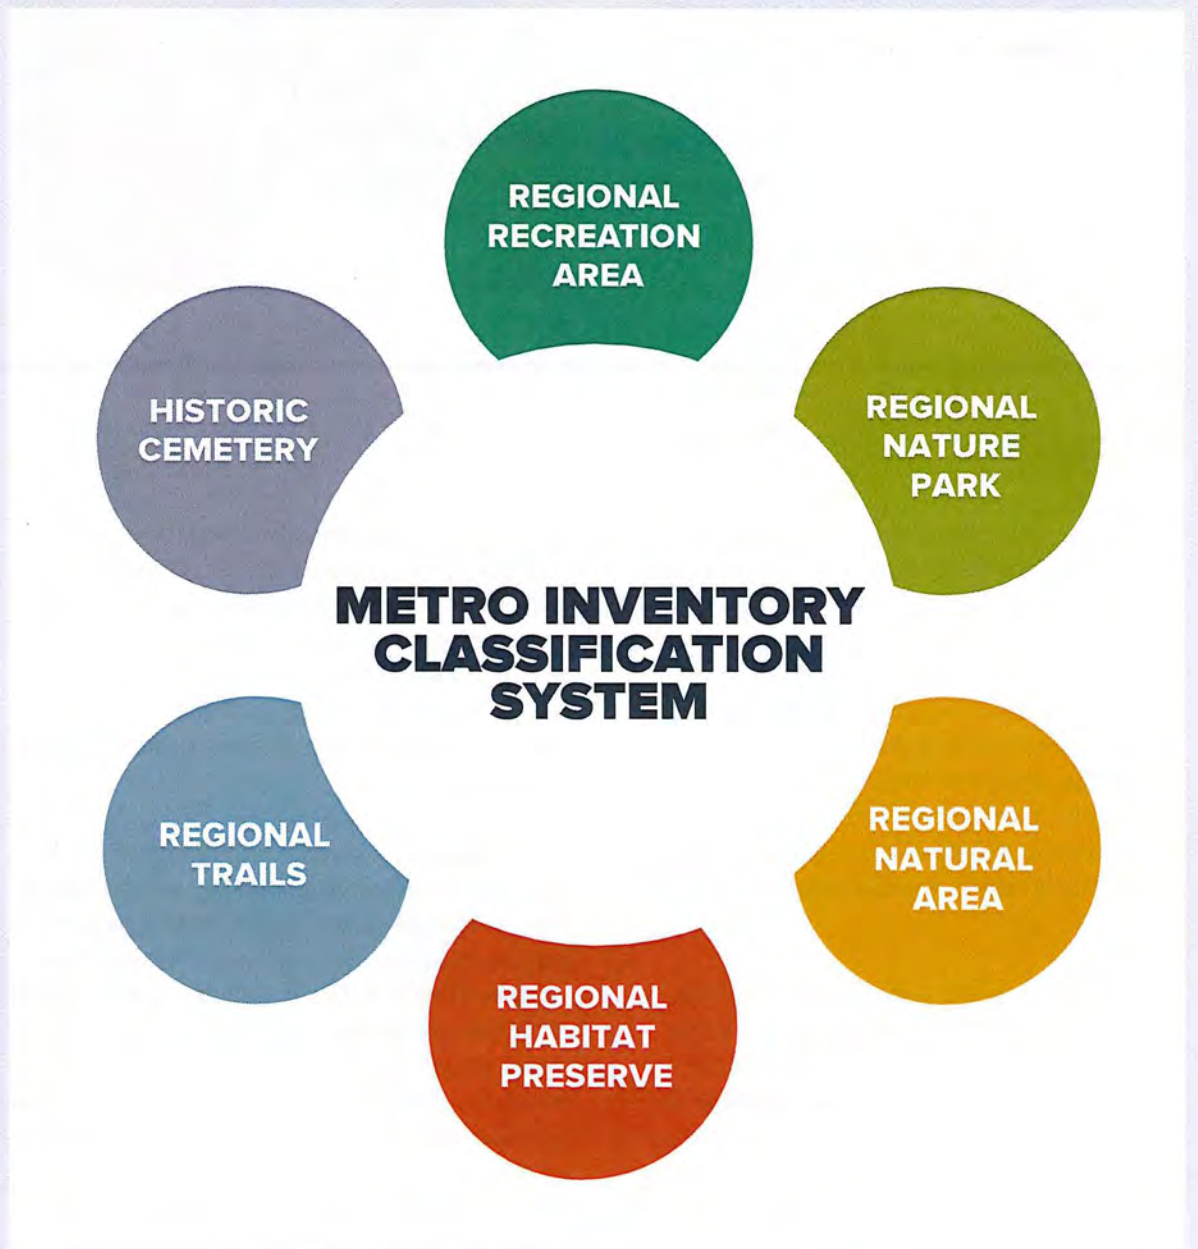 REGIONAL
RECREATION
AREA
HISTORIC
CEMETERY
REGIONAL
NATURE
PARK
METRO INVENTORY
CLASSIFICATION
SYSTEM
REGIONAL
TRAILS
REGIONAL
NATURAL
AREA
REGIONAL
HABITAT
PRESERVE